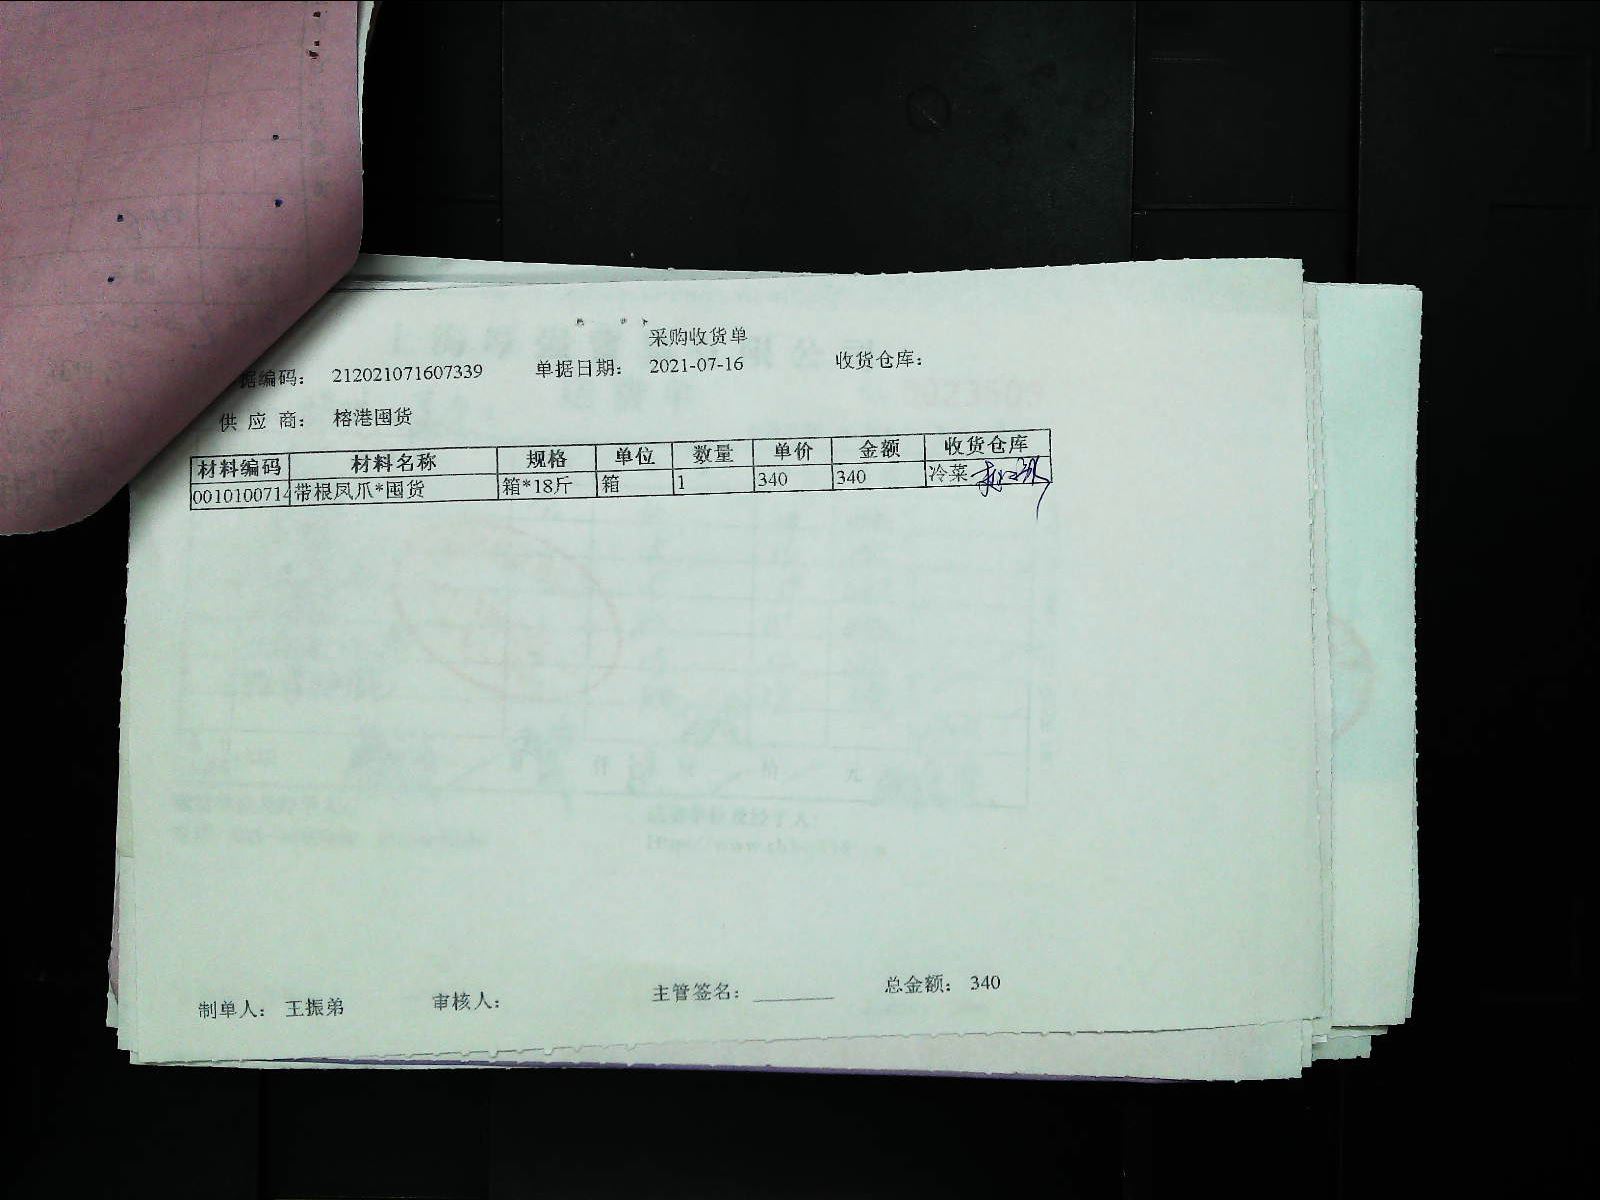 采购收货单
据编码： 212021071607339 单据日期： 2021-07-16 收货仓库：
供 应 商： 榕港囤货
材料编码 材料名称 规格 单位 数量 单价 金额 收货仓库
0010100714 带根凤爪*囤货 箱*18斤 箱 1 340 340 冷菜
制单人： 王振弟 审核人： 主管签名：________ 总金额： 340